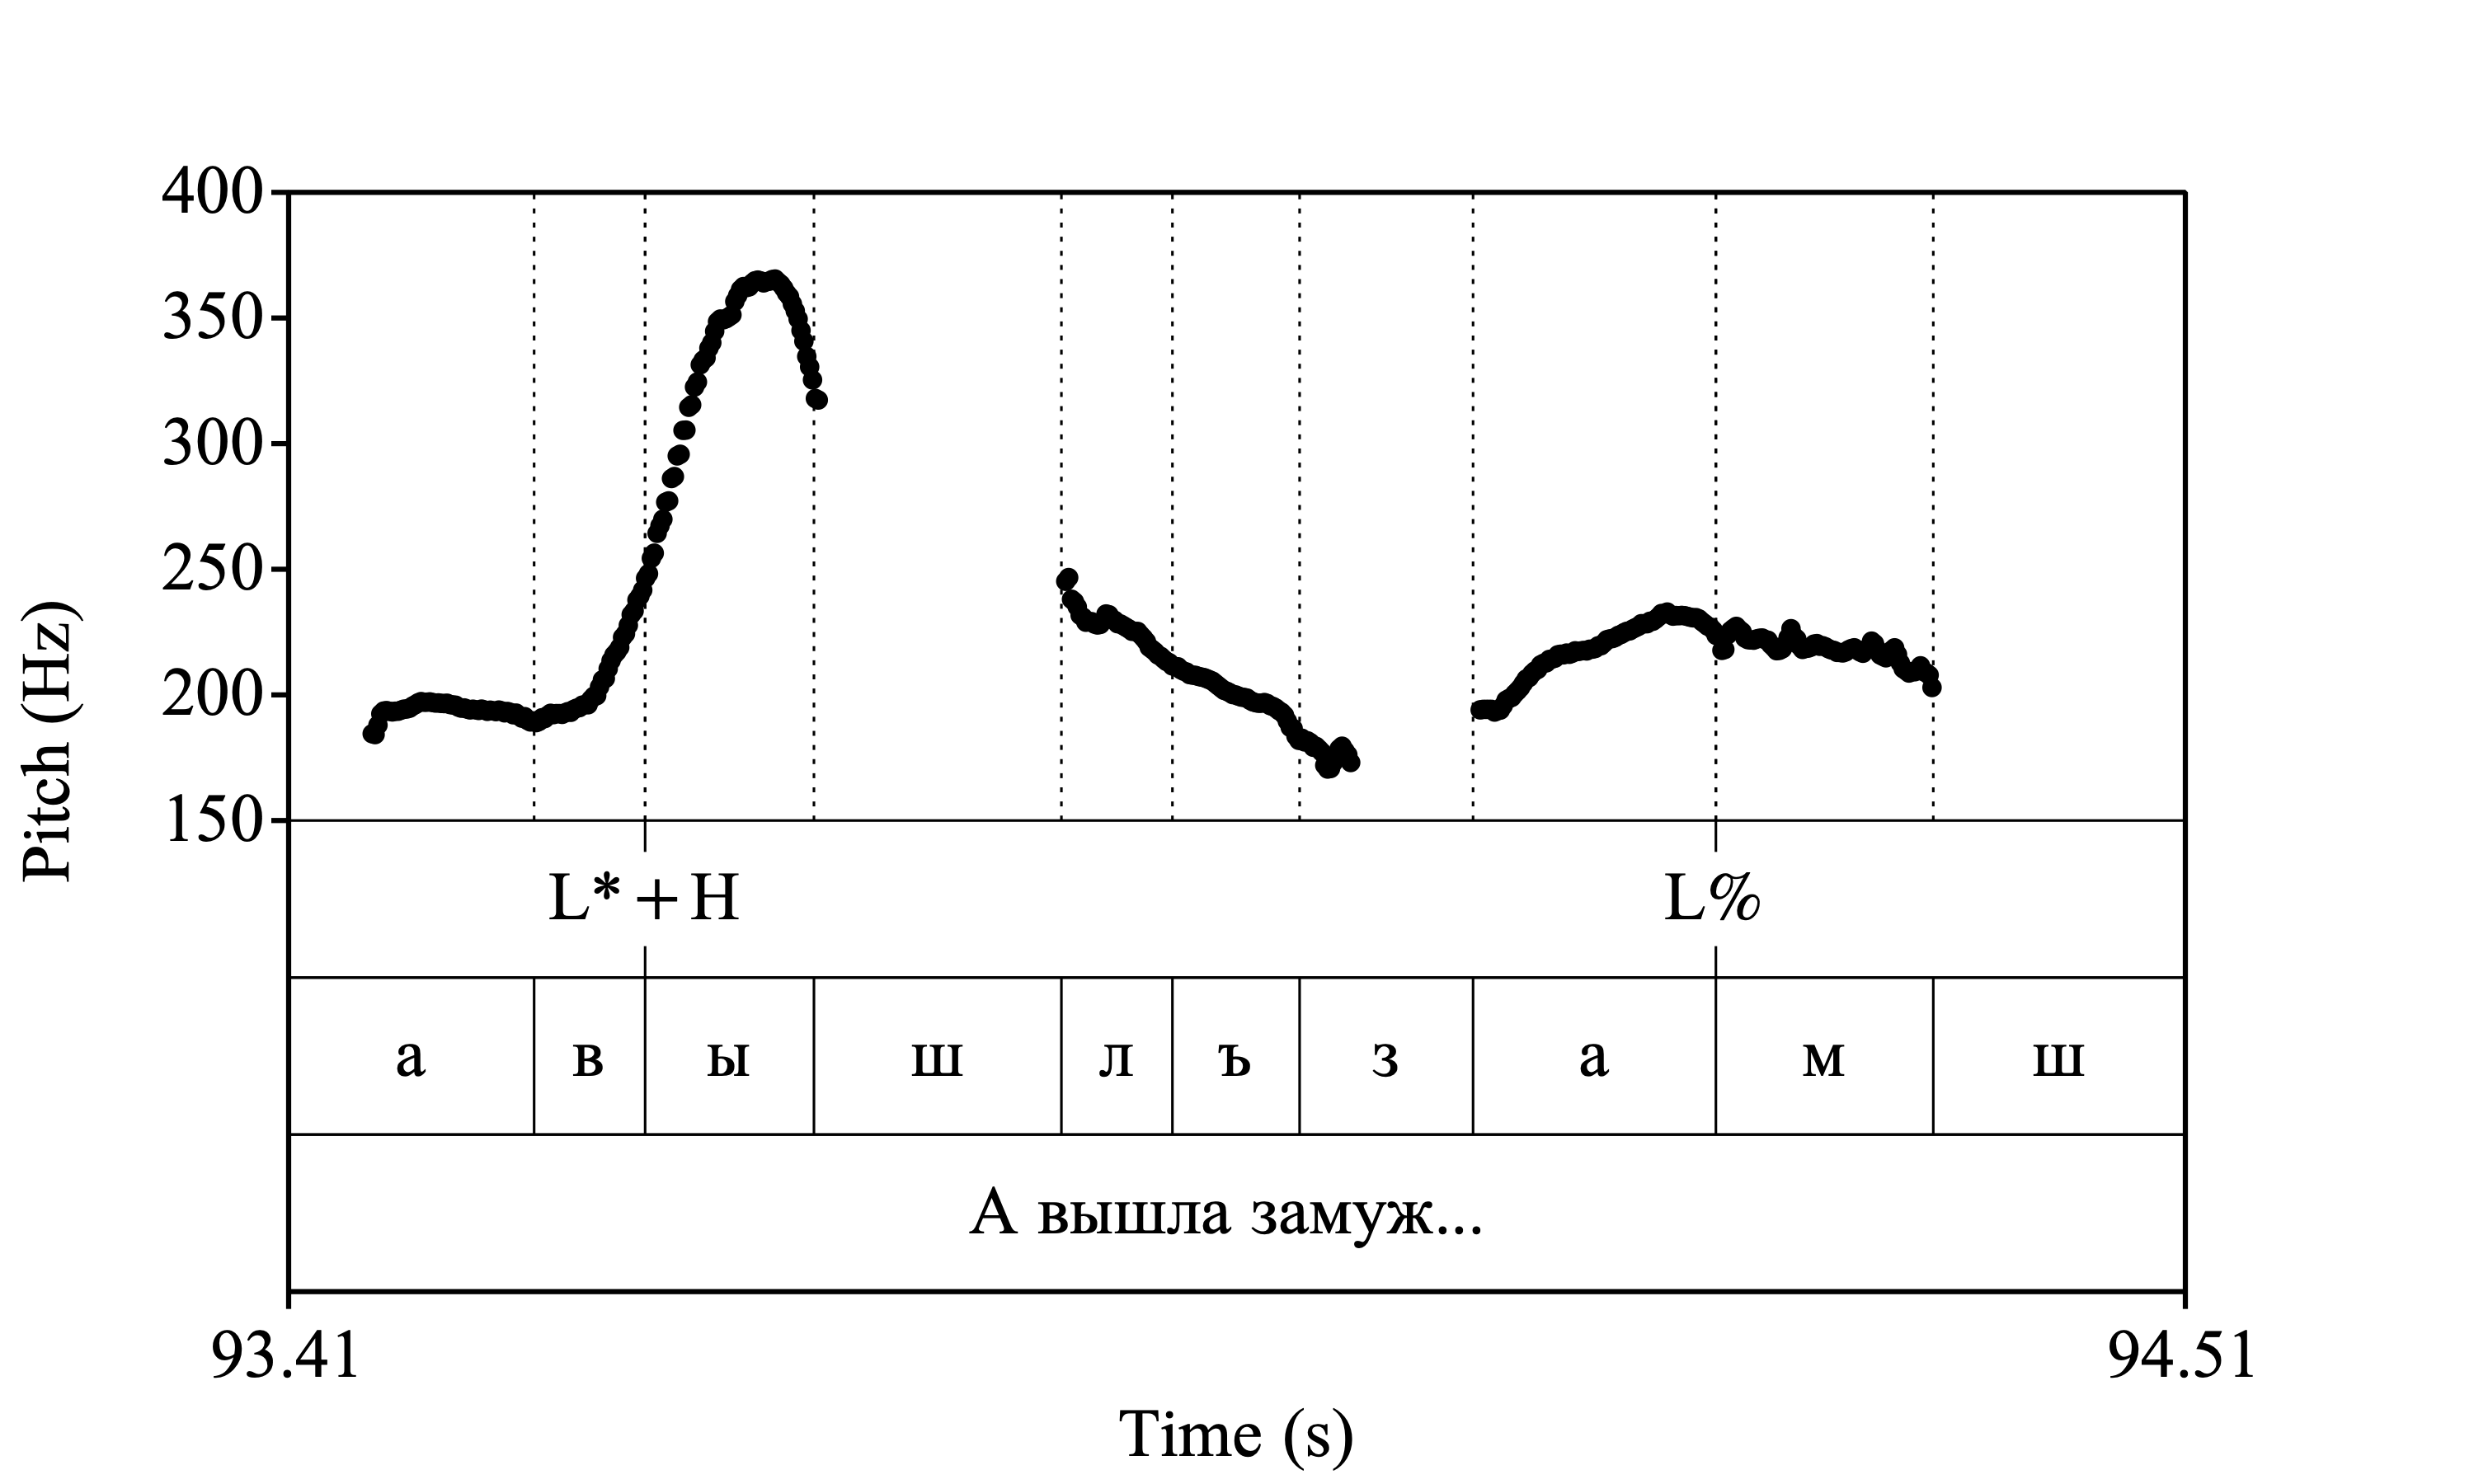 400
350
300
250
200
150
Pitch (Hz)
L*+H L%
а в ы ш л ъ з а м ш
А вышла замуж...
93.41 94.51
Time (s)